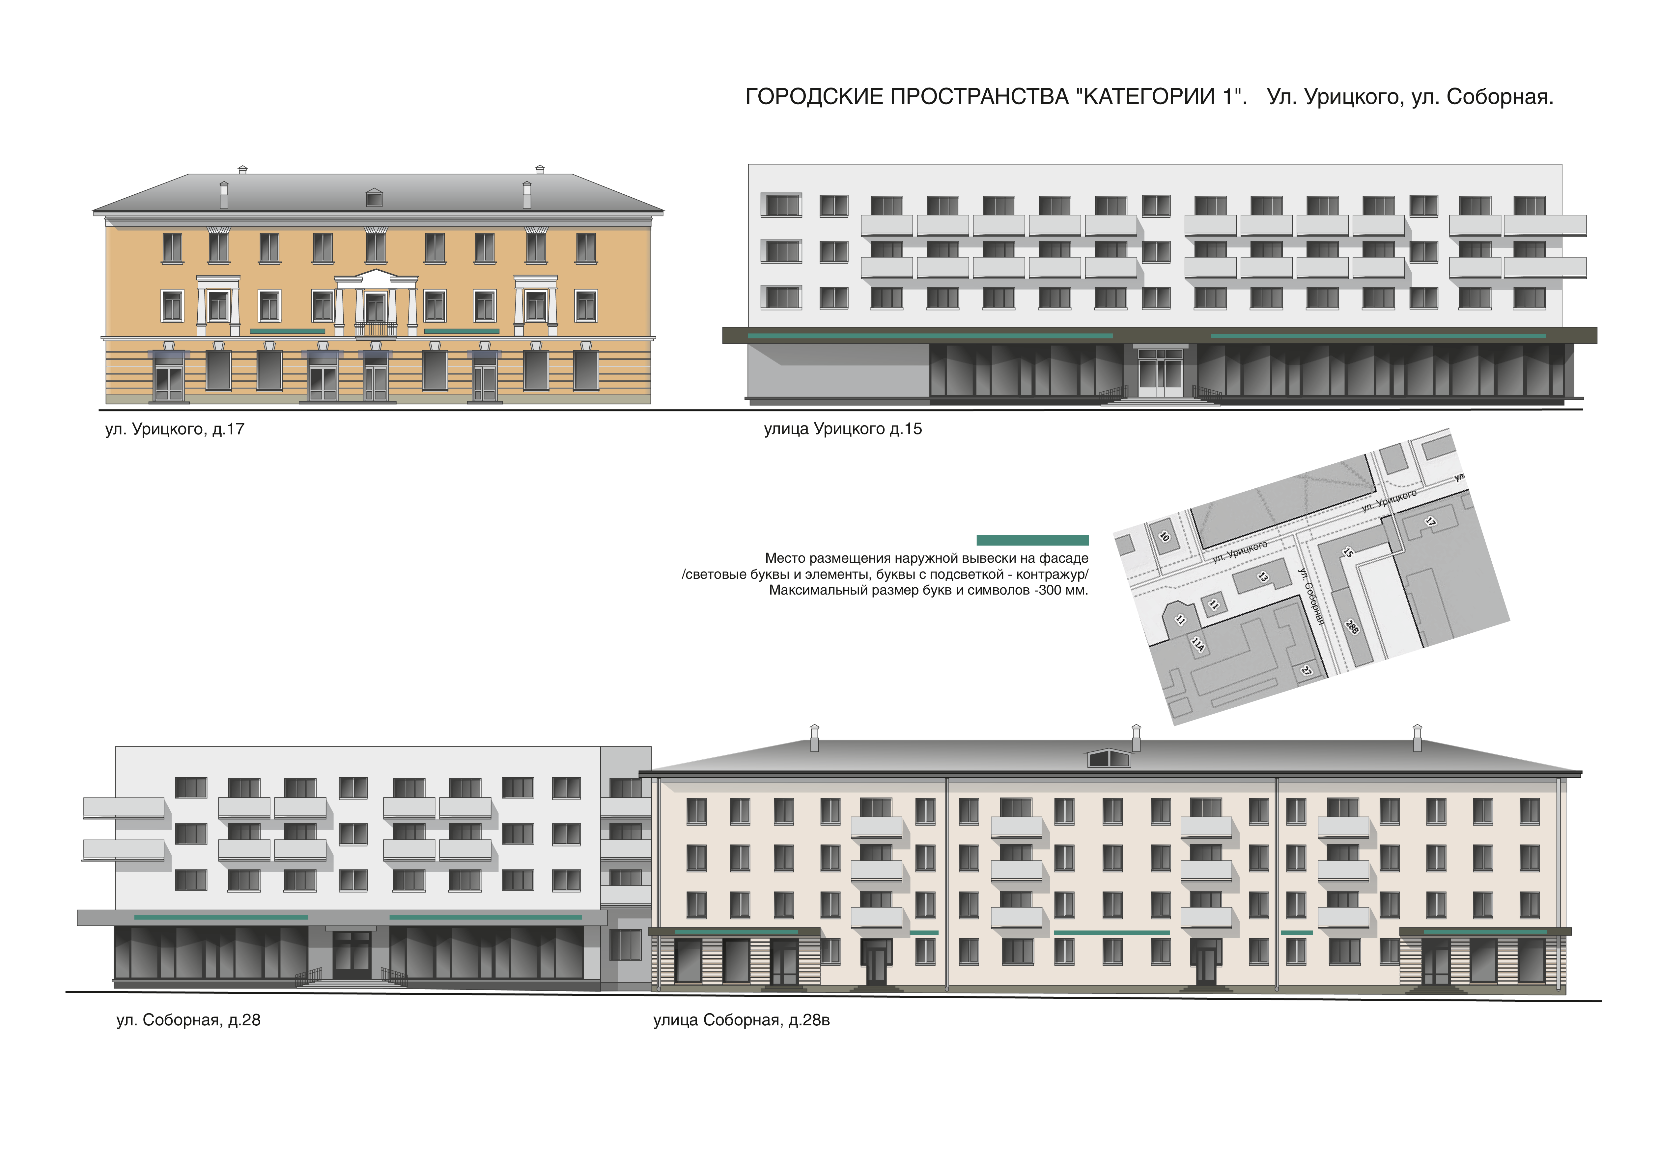 ГОРОДСКИЕ ПРОСТРАНСТВА "КАТЕГОРИИ 1".   Ул. Урицкого, ул. Соборная.
ул. Урицкого, д.17
улица Урицкого д.15
Место размещения наружной вывески на фасаде
/световые буквы и элементы, буквы с подсветкой - контражур/
Максимальный размер букв и символов -300 мм.
ул. Урицкого
ул.
17
10
ул. Урицкого
15
13
ул. Соборная
11
11
28В
11А
27
ул. Соборная, д.28
улица Соборная, д.28в